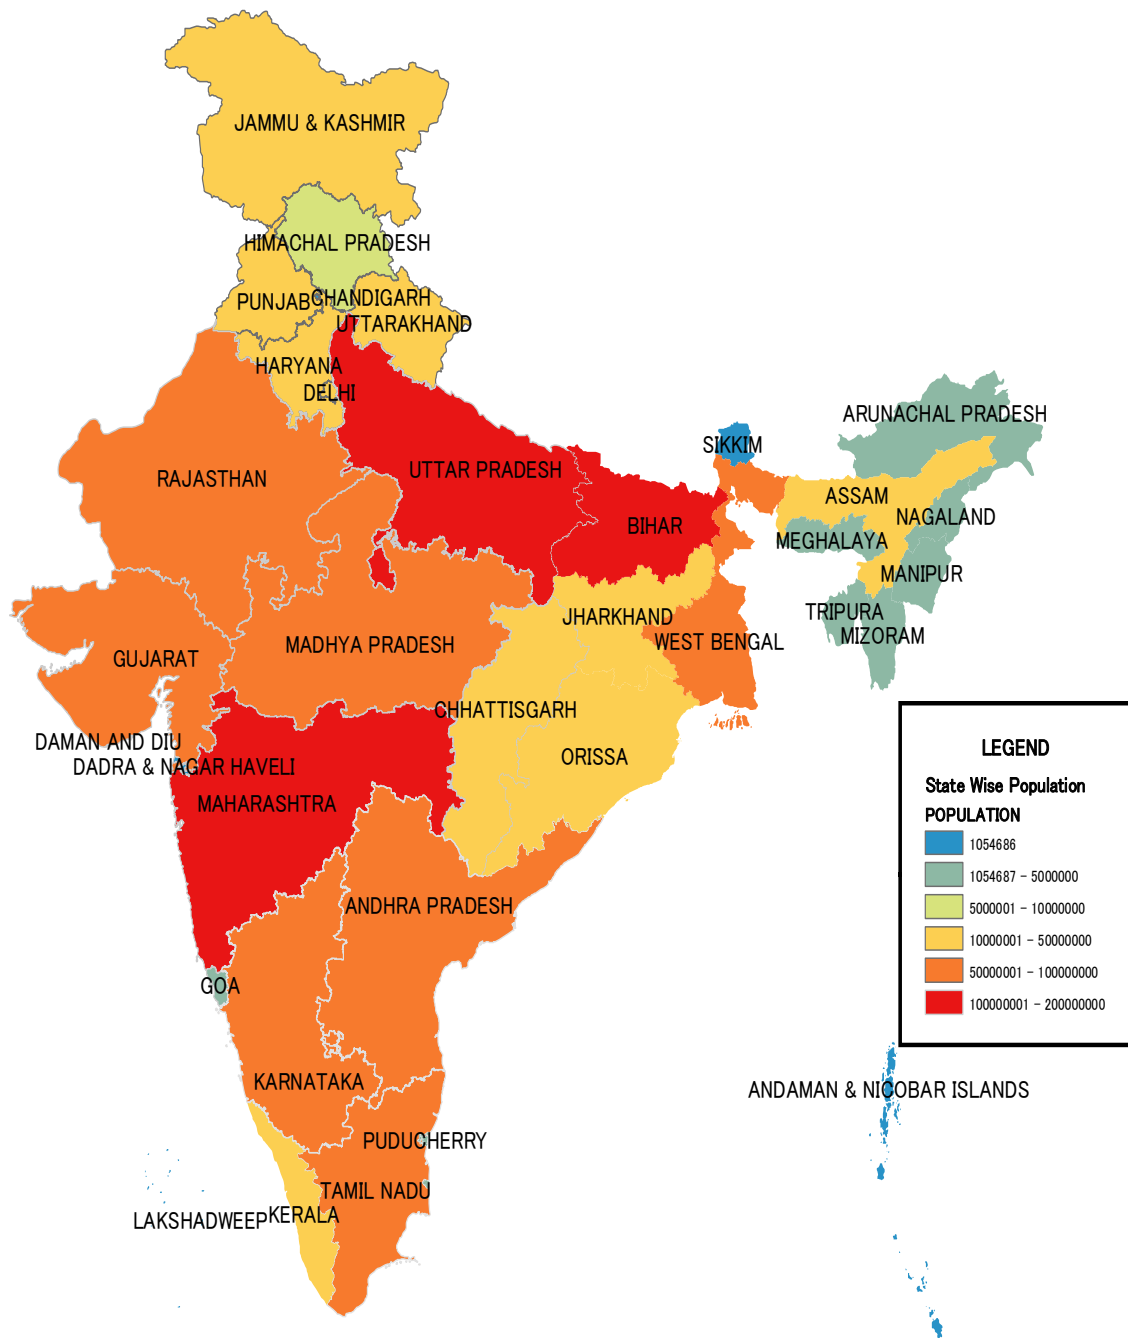 JAMMU & KASHMIR
HIMACHAL PRADESH
PUNJAB
CHANDIGARH
UTTARAKHAND
HARYANA
DELHI
ARUNACHAL PRADESH
SIKKIM
UTTAR PRADESH
RAJASTHAN
ASSAM
NAGALAND
BIHAR
MEGHALAYA
MANIPUR
TRIPURA
JHARKHAND
MIZORAM
WEST BENGAL
MADHYA PRADESH
GUJARAT
CHHATTISGARH
DAMAN AND DIU
ORISSA
DADRA & NAGAR HAVELI
MAHARASHTRA
ANDHRA PRADESH
GOA
KARNATAKA
ANDAMAN & NICOBAR ISLANDS
PUDUCHERRY
TAMIL NADU
LAKSHADWEEP
KERALA
LEGEND
State Wise Population
POPULATION
1054686
1054687 - 5000000
5000001 - 10000000
10000001 - 50000000
50000001 - 100000000
100000001 - 200000000